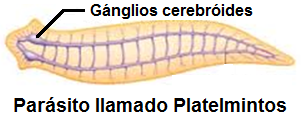 Gánglios cerebróides
Parásito llamado Platelmintos